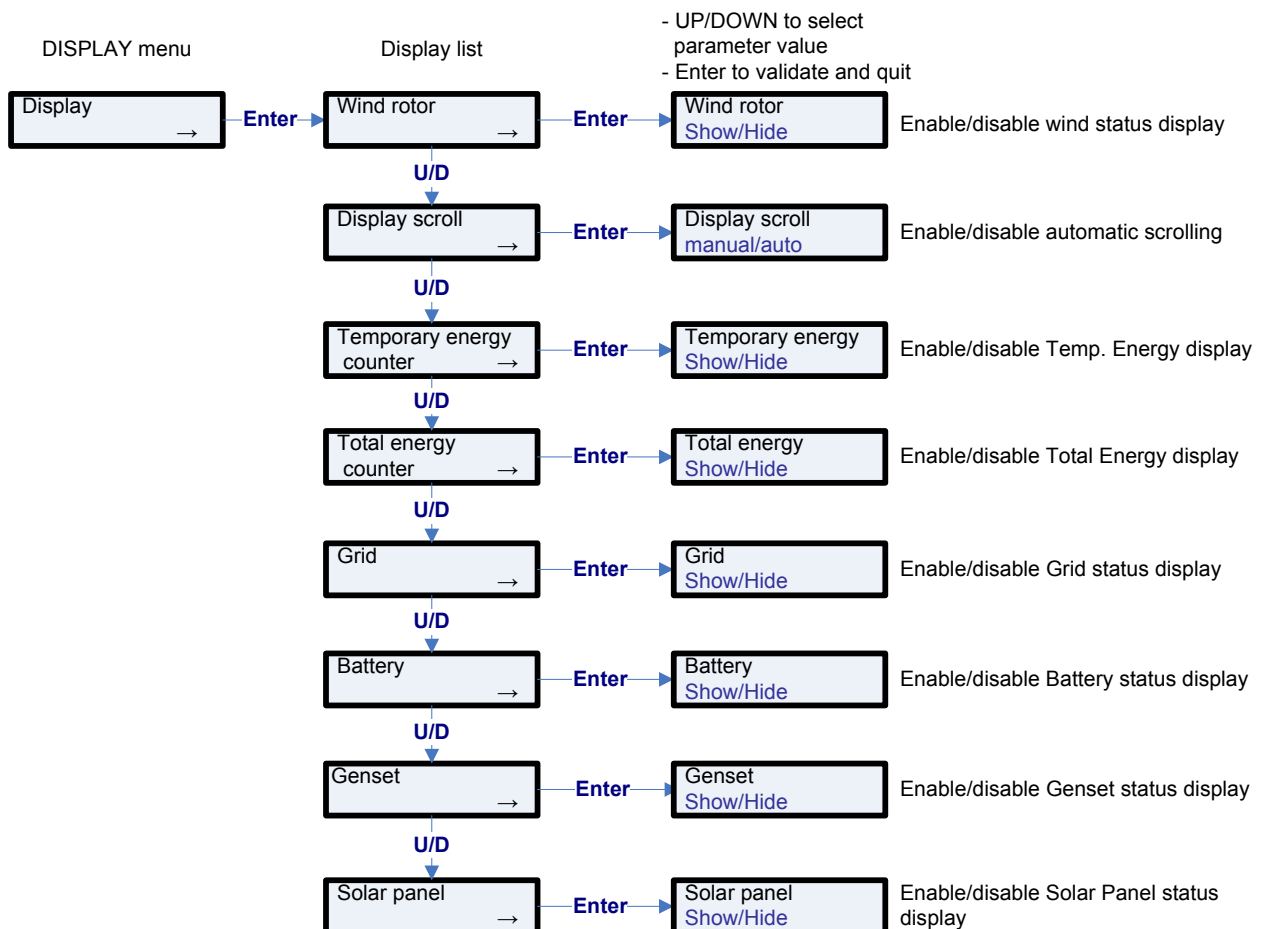 - UP/DOWN to select
parameter value
- Enter to validate and quit
DISPLAY menu
Display list
Display
→
Enter
Wind rotor
→
Enter
Wind rotor
Show/Hide
Enable/disable wind status display
U/D
Display scroll
→
Enter
Display scroll
manual/auto
Enable/disable automatic scrolling
U/D
Temporary energy
counter →
Enter
Temporary energy
Show/Hide
Enable/disable Temp. Energy display
U/D
Total energy
counter →
Enter
Total energy
Show/Hide
Enable/disable Total Energy display
U/D
Grid
→
Enter
Grid
Show/Hide
Enable/disable Grid status display
U/D
Battery
→
Enter
Battery
Show/Hide
Enable/disable Battery status display
U/D
Genset
→
Enter
Genset
Show/Hide
Enable/disable Genset status display
U/D
Solar panel
→
Enter
Solar panel
Show/Hide
Enable/disable Solar Panel status
display